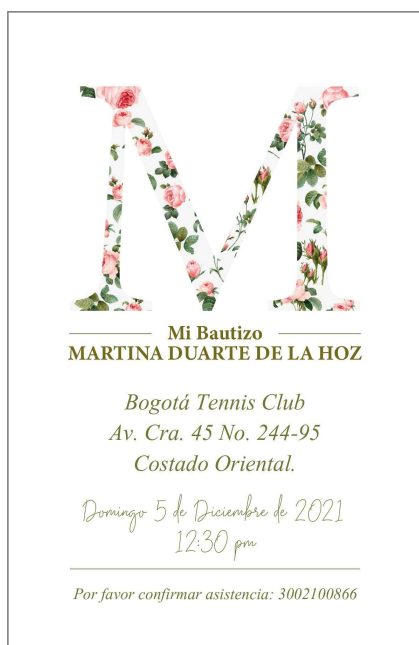 M
Mi Bautizo
MARTINA DUARTE DE LA HOZ
Bogotá Tennis Club
Av. Cra. 45 No. 244-95
Costado Oriental.
Domingo 5 de Diciembre de 2021
12:30 pm
Por favor confirmar asistencia: 3002100866